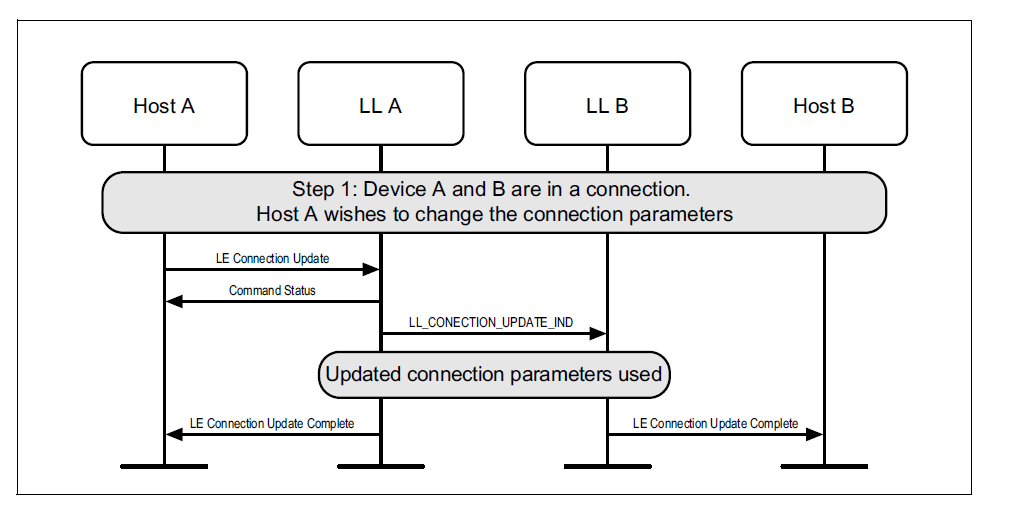 Host A
LL A
LL B
Host B
Step 1: Device A and B are in a connection.
Host A wishes to change the connection parameters
LE Connection Update
Command Status
LL_CONECTION_UPDATE_IND
Updated connection parameters used
LE Connection Update Complete
LE Connection Update Complete